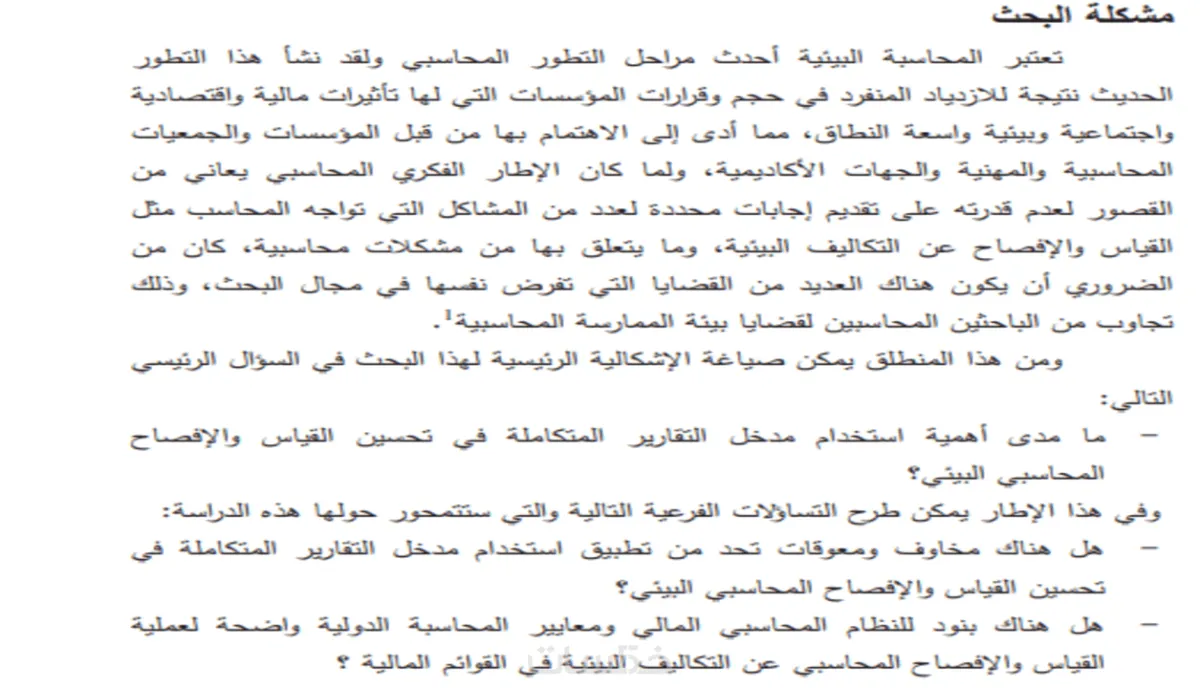 مشكلة البحث
تعتبر المحاسبة البيئية أحدث مراحل التطور المحاسبي ولقد نشأ هذا التطور
الحديث نتيجة للازدياد المنفرد في حجم وقرارات المؤسسات التي لها تأثيرات مالية واقتصادية
واجتماعية وبيئية واسعة النطاق، مما أدى إلى الاهتمام بها من قبل المؤسسات والجمعيات
المحاسبية والمهنية والجهات الأكاديمية، ولما كان الإطار الفكري المحاسبي يعاني من
القصور لعدم قدرته على تقديم إجابات محددة لعدد من المشاكل التي تواجه المحاسب مثل
القياس والإفصاح عن التكاليف البيئية، وما يتعلق بها من مشكلات محاسبية، كان من
الضروري أن يكون هناك العديد من القضايا التي تفرض نفسها في مجال البحث، وذلك
تجاوب من الباحثين المحاسبين لقضايا بيئة الممارسة المحاسبية¹.
ومن هذا المنطلق يمكن صياغة الإشكالية الرئيسية لهذا البحث في السؤال الرئيسي
التالي:
– ما مدى أهمية استخدام مدخل التقارير المتكاملة في تحسين القياس والإفصاح
المحاسبي البيئي؟
وفي هذا الإطار يمكن طرح التساؤلات الفرعية التالية والتي ستتمحور حولها هذه الدراسة:
– هل هناك مخاوف ومعوقات تحد من تطبيق استخدام مدخل التقارير المتكاملة في
تحسين القياس والإفصاح المحاسبي البيئي؟
– هل هناك بنود للنظام المحاسبي المالي ومعايير المحاسبة الدولية واضحة لعملية
القياس والإفصاح المحاسبي عن التكاليف البيئية في القوائم المالية ؟
خمسات